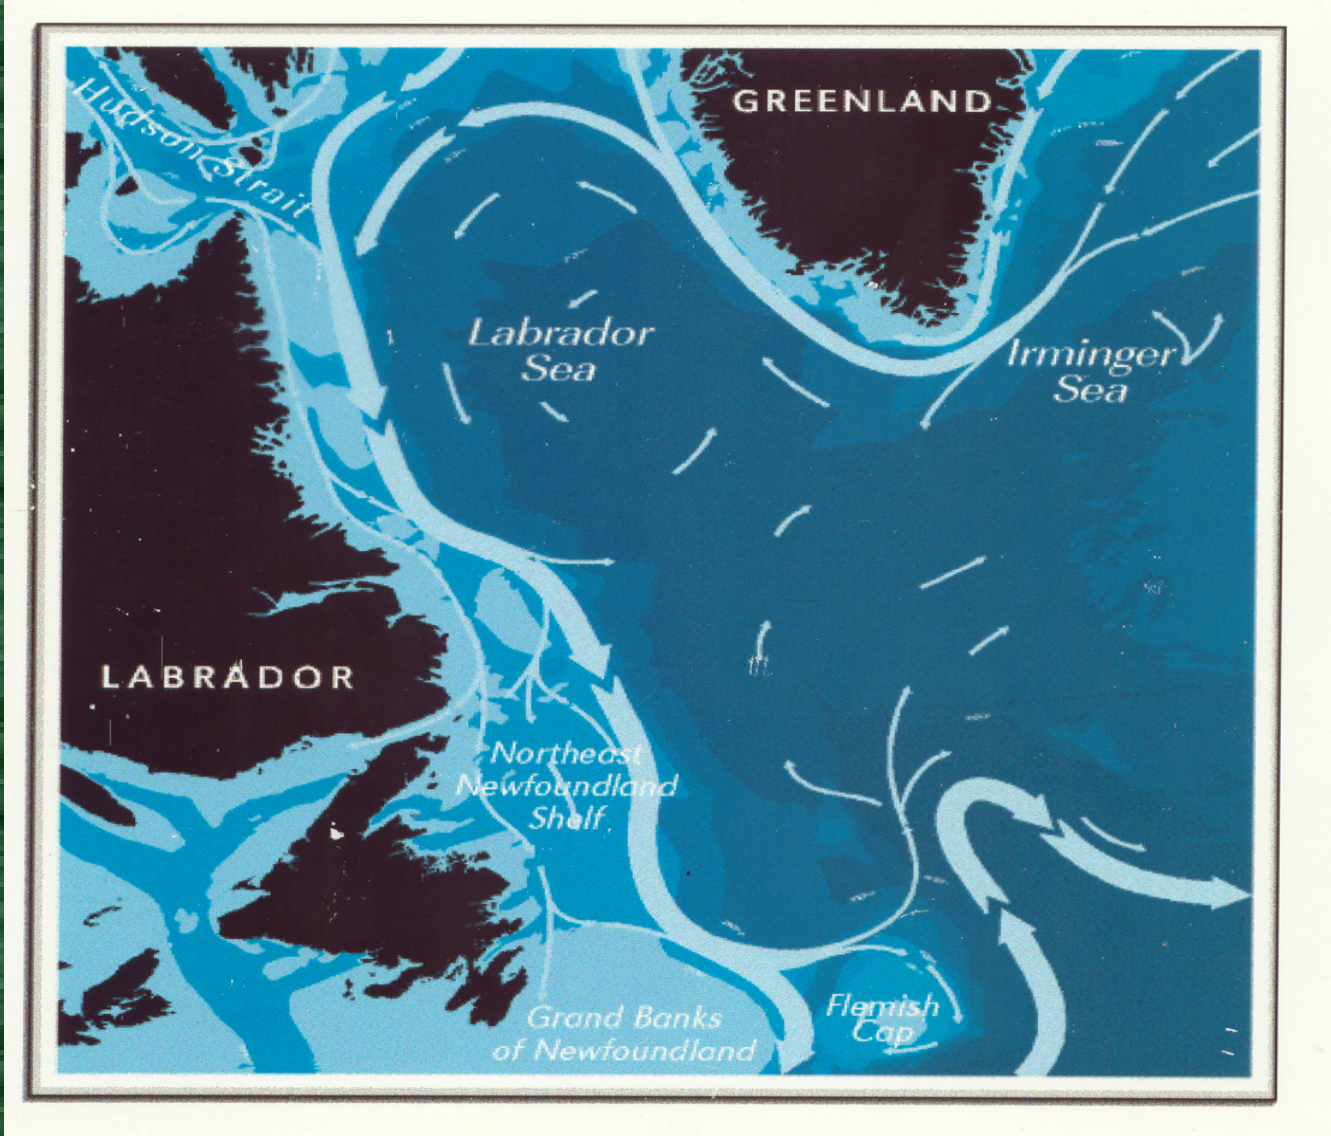 GREENLAND
Hudson Strait
Labrador
Sea
Irminger
Sea
LABRADOR
Northeast
Newfoundland
Shelf
Flemish
Cap
Grand Banks
of Newfoundland